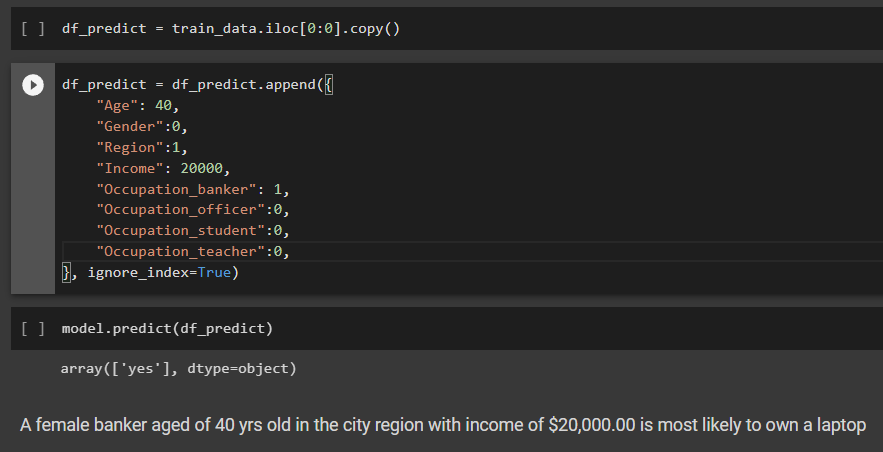 [ ] df_predict = train_data.iloc[0:0].copy()
df_predict = df_predict.append({
"Age": 40,
"Gender":0,
"Region":1,
"Income": 20000,
"Occupation_banker": 1,
"Occupation_officer":0,
"Occupation_student":0,
"Occupation_teacher":0,
}, ignore_index=True)
[ ] model.predict(df_predict)
array(['yes'], dtype=object)
A female banker aged of 40 yrs old in the city region with income of $20,000.00 is most likely to own a laptop